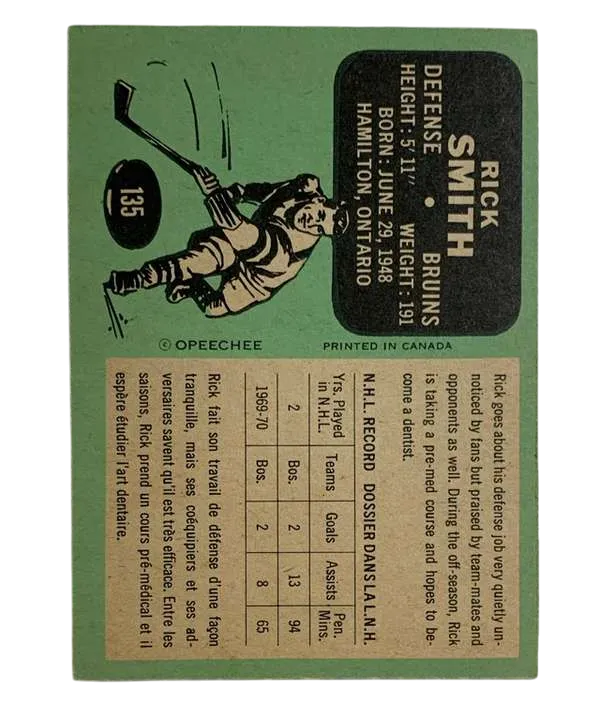 RICK
SMITH
DEFENSE • BRUINS
HEIGHT: 5' 11" WEIGHT: 191
BORN: JUNE 29, 1948
HAMILTON, ONTARIO
135
© OPEECHEE
PRINTED IN CANADA
Rick goes about his defense job very quietly un-
noticed by fans but praised by team-mates and
opponents as well. During the off-season, Rick
is taking a pre-med course and hopes to be-
come a dentist.
N.H.L. RECORD DOSSIER DANS LA L.N.H.
Yrs. Played in N.H.L. Teams Goals Assists Pen. Mins.
2 Bos. 2 13 94
1969-70 Bos. 2 8 65
Rick fait son travail de défense d'une façon
tranquille, mais ses coéquipiers et ses ad-
versaires savent qu'il est très efficace. Entre les
saisons, Rick prend un cours pré-médical et il
espère étudier l'art dentaire.